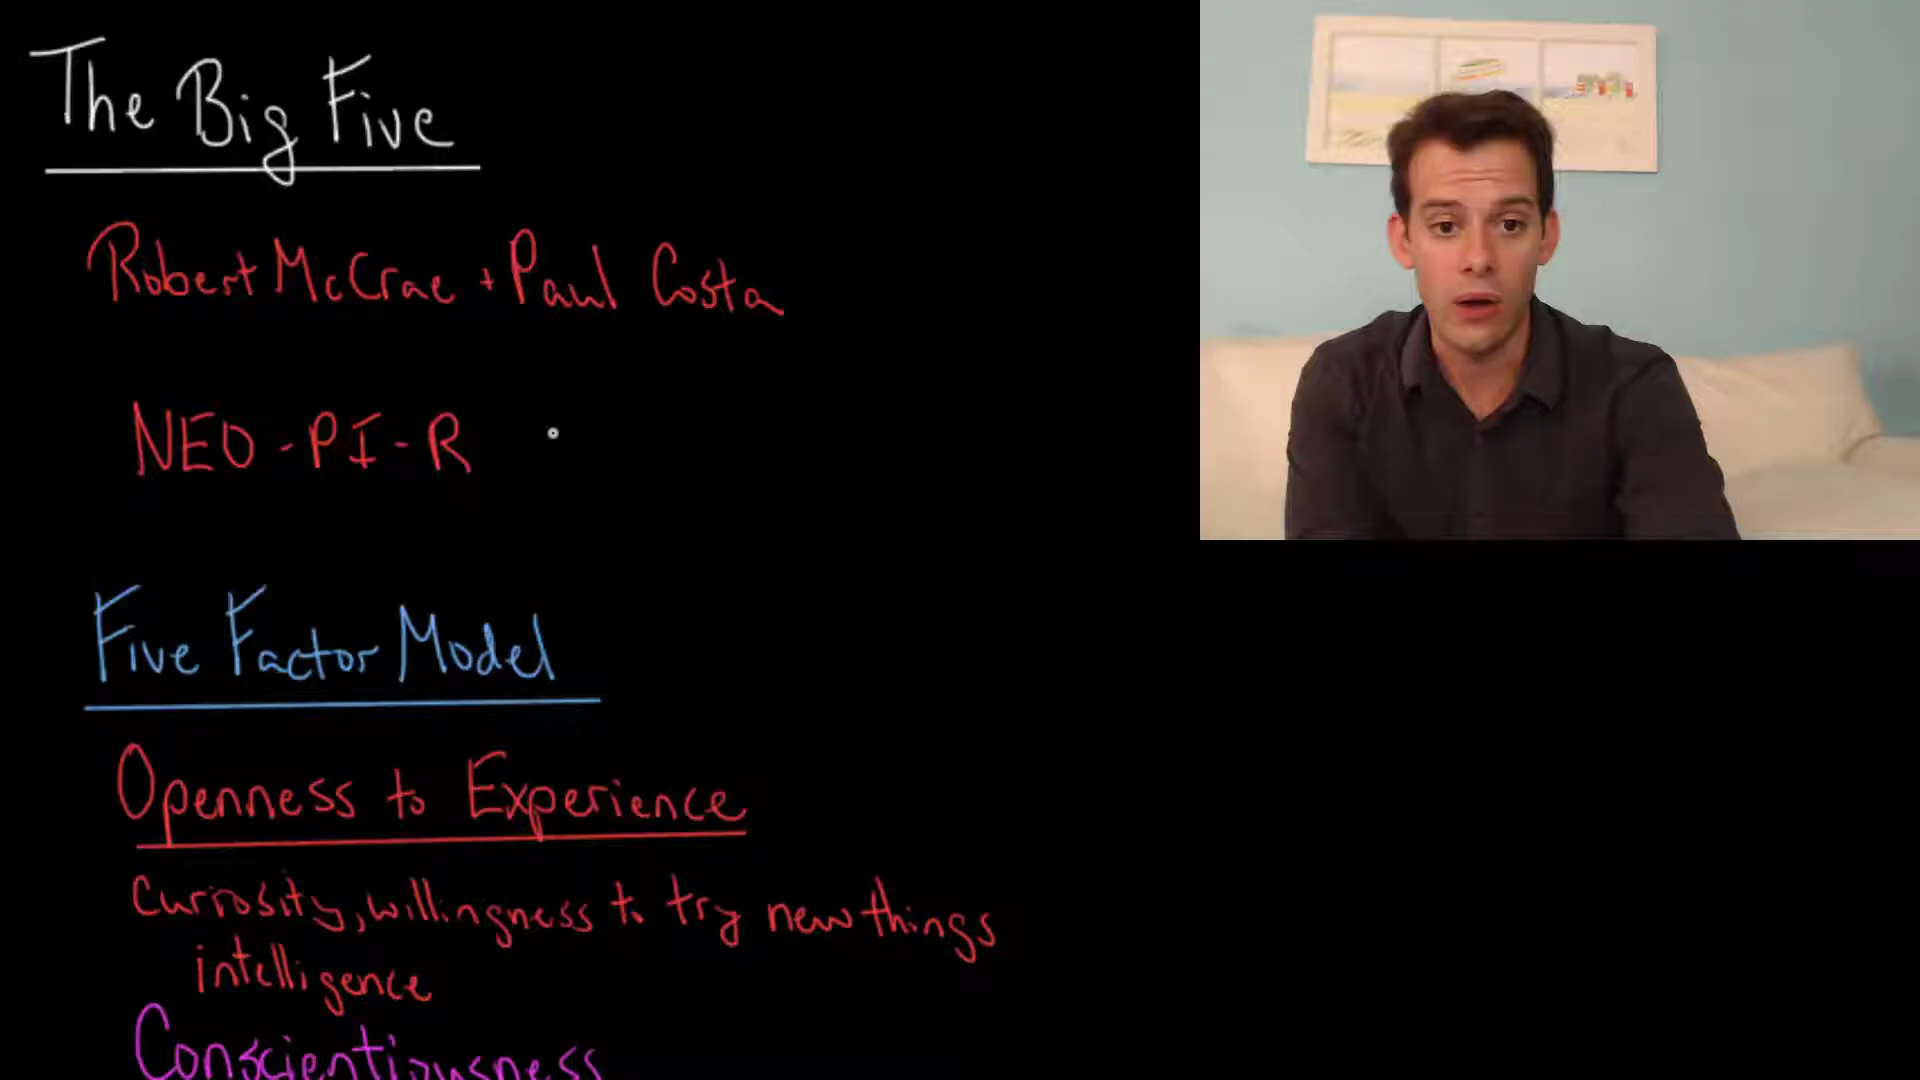 The Big Five
Robert McCrae + Paul Costa
NEO-PI-R
Five Factor Model
Openness to Experience
Curiosity, willingness to try new things
intelligence
Conscientiousness